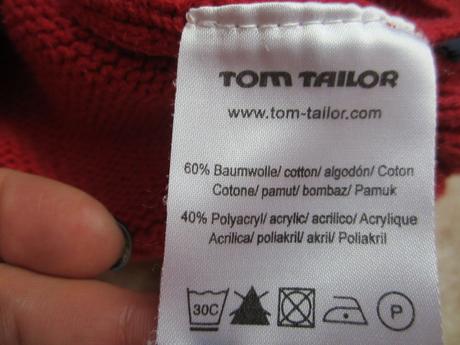 TOM TAILOR
www.tom-tailor.com
60% Baumwolle/ cotton/ algodón/ Coton
Cotone/ pamut/ bombaz/ Pamuk
40% Polyacryl/ acrylic/ acrilico/ Acrylique
Acrilica/ poliakril/ akril/ Poliakril
30C P